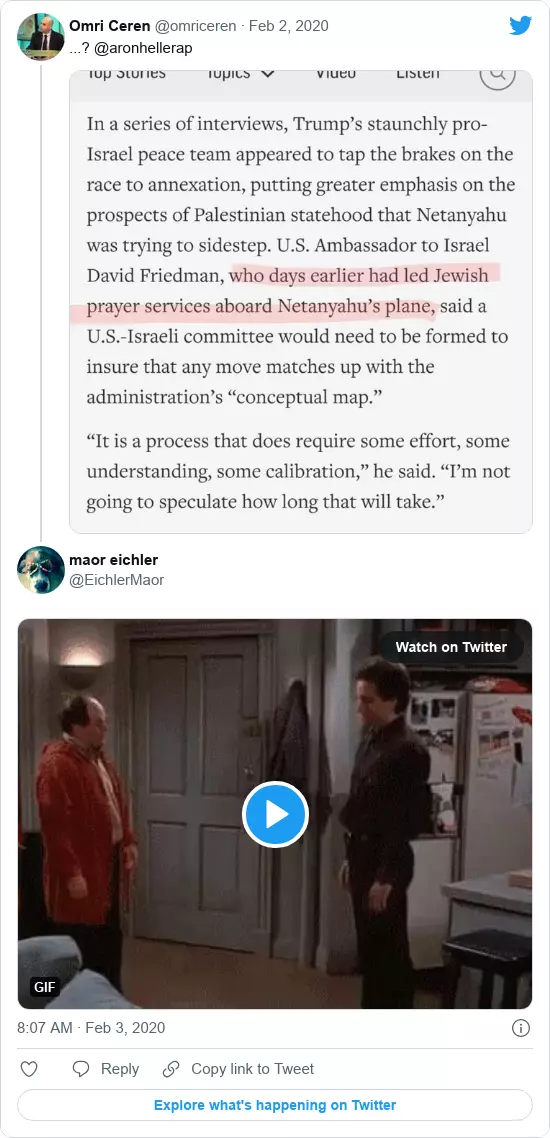 Omri Ceren @omriceren · Feb 2, 2020
...? @aronhellerap
Top Stories Topics Video Listen
In a series of interviews, Trump’s staunchly pro-
Israel peace team appeared to tap the brakes on the
race to annexation, putting greater emphasis on the
prospects of Palestinian statehood that Netanyahu
was trying to sidestep. U.S. Ambassador to Israel
David Friedman, who days earlier had led Jewish
prayer services aboard Netanyahu’s plane, said a
U.S.-Israeli committee would need to be formed to
insure that any move matches up with the
administration’s “conceptual map.”
“It is a process that does require some effort, some
understanding, some calibration,” he said. “I’m not
going to speculate how long that will take.”
maor eichler
@EichlerMaor
Watch on Twitter
GIF
8:07 AM · Feb 3, 2020
Reply
Copy link to Tweet
Explore what's happening on Twitter